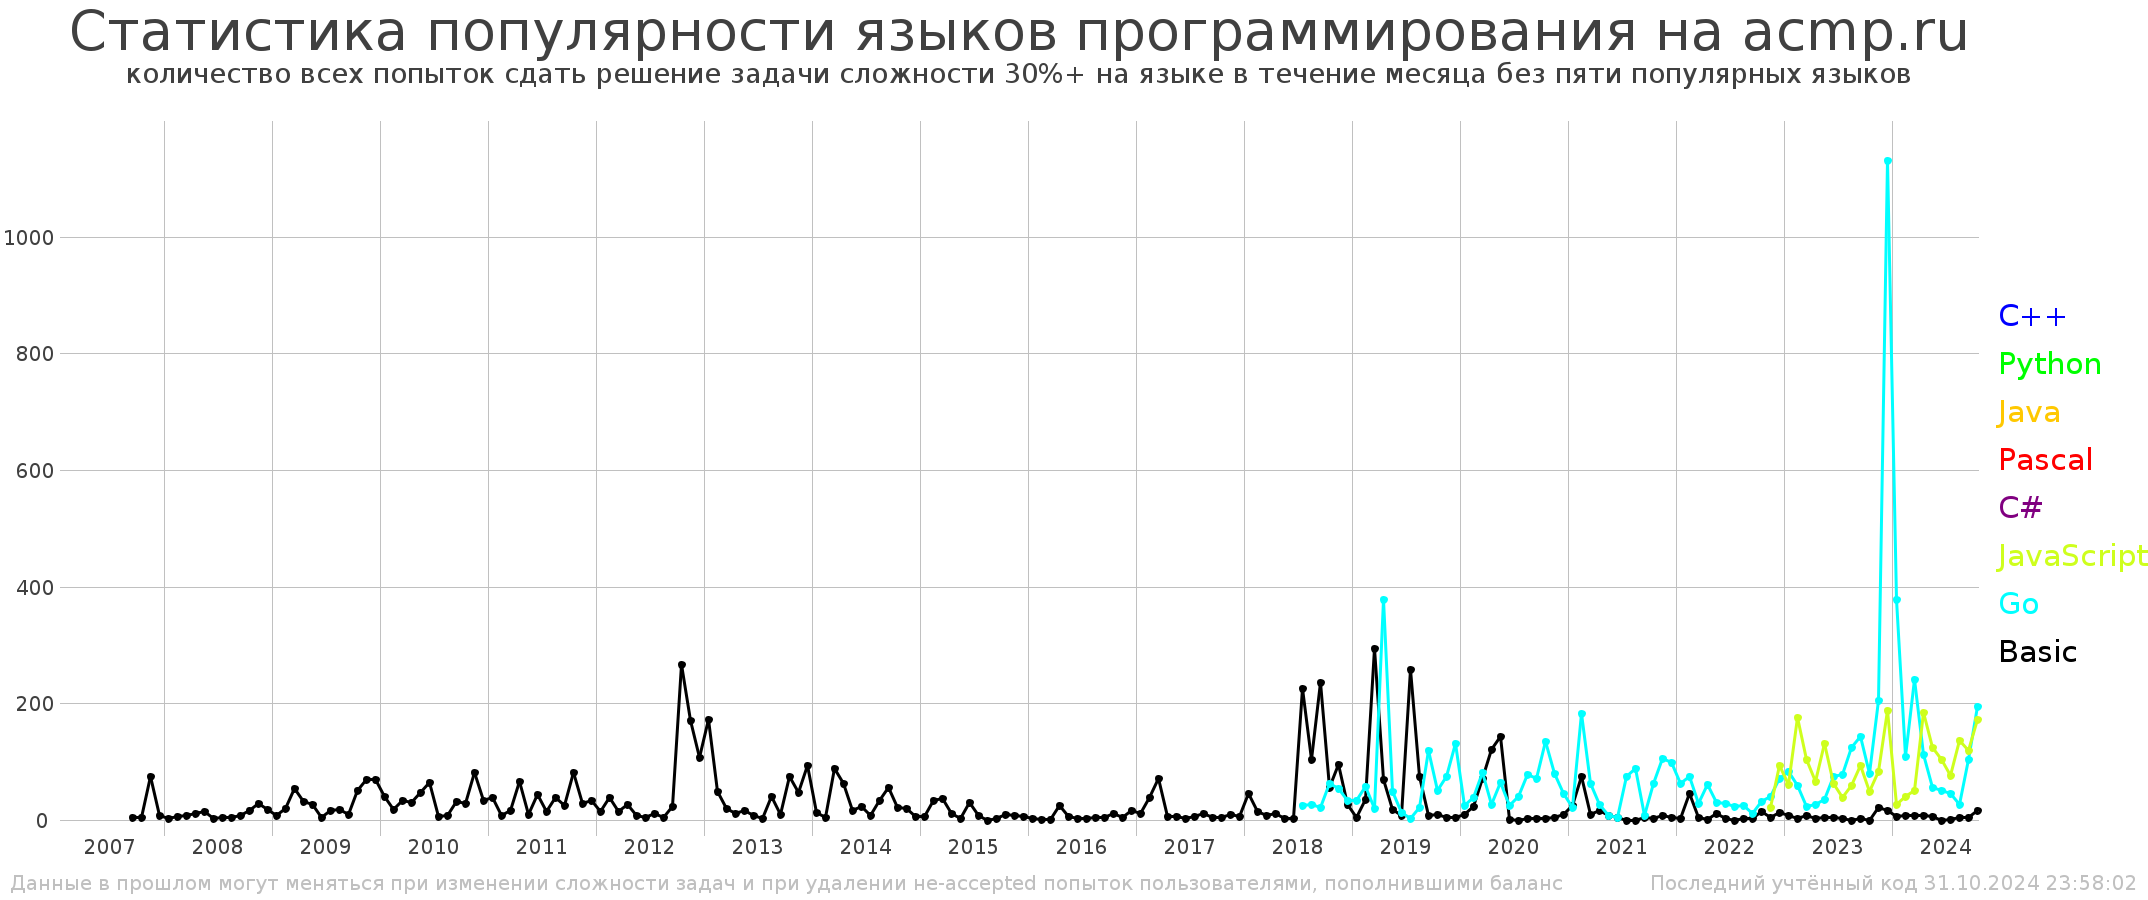 Статистика популярности языков программирования на acmp.ru
количество всех попыток сдать решение задачи сложности 30%+ на языке в течение месяца без пяти популярных языков
1000
800
600
400
200
0
C++
Python
Java
Pascal
C#
JavaScript
Go
Basic
2007 2008 2009 2010 2011 2012 2013 2014 2015 2016 2017 2018 2019 2020 2021 2022 2023 2024
Данные в прошлом могут меняться при изменении сложности задач и при удалении не-accepted попыток пользователями, пополнившими баланс
Последний учтённый код 31.10.2024 23:58:02